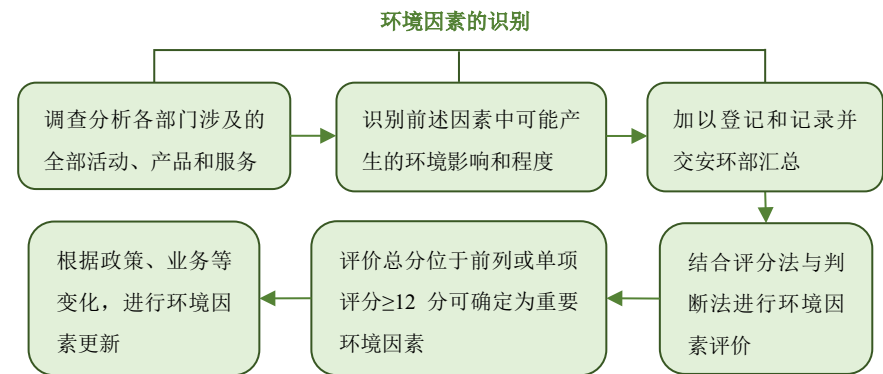 环境因素的识别
调查分析各部门涉及的
全部活动、产品和服务
识别前述因素中可能产
生的环境影响和程度
加以登记和记录并
交安环部汇总
结合评分法与判
断法进行环境因
素评价
评价总分位于前列或单项
评分≥12 分可确定为重要
环境因素
根据政策、业务等
变化，进行环境因
素更新